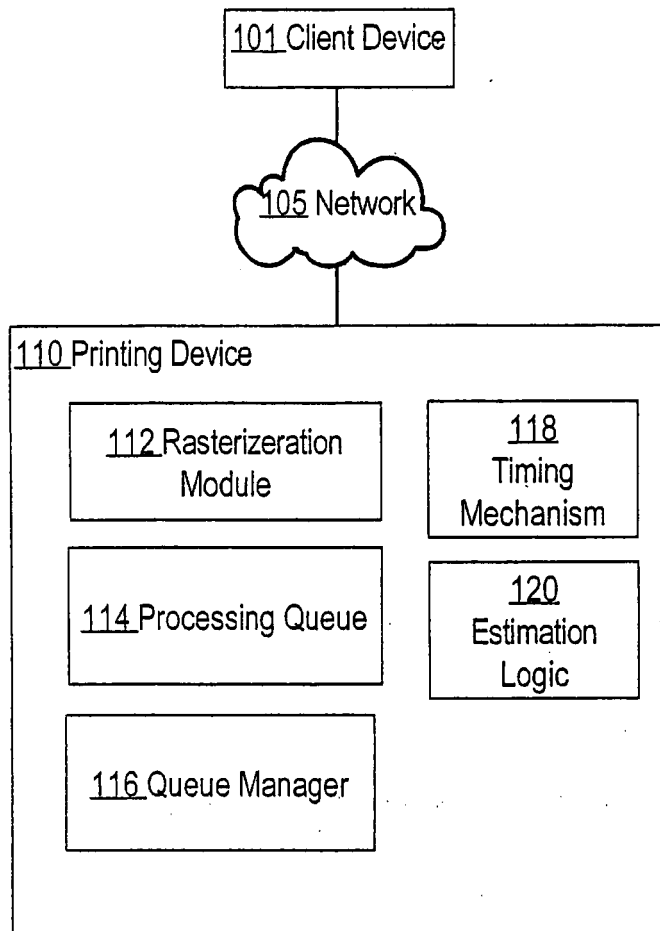 101 Client Device
105 Network
110 Printing Device
112 Rasterizeration
Module
118
Timing
Mechanism
114 Processing Queue
120
Estimation
Logic
116 Queue Manager